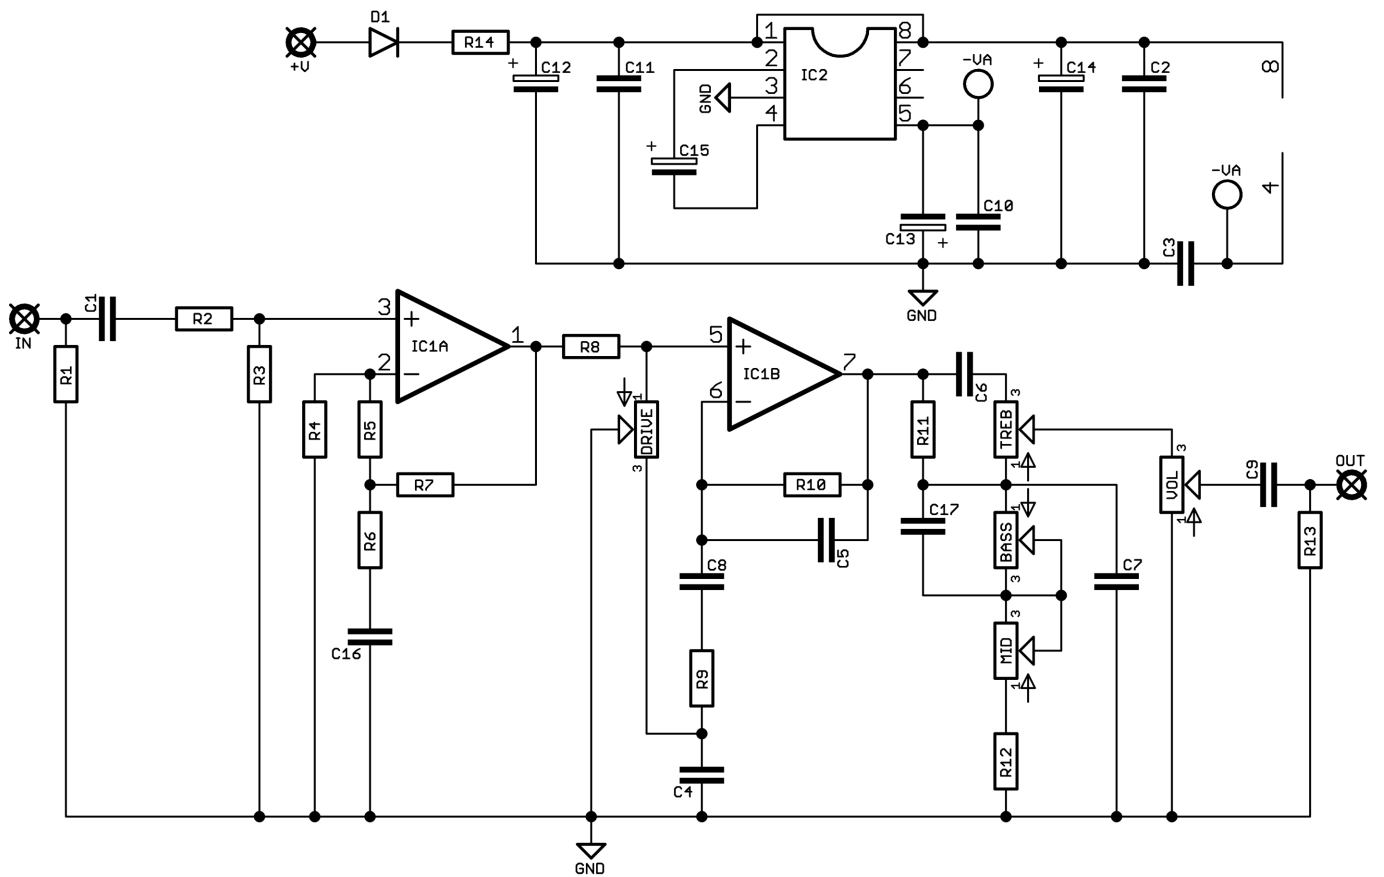 D1
+V
R14
+
C12
C11
1
2
3
4
IC2
8
7
6
5
GND
+
C15
-VA
+
C14
C2
8
4
-VA
C13
+
C10
C3
GND
IN
C1
R1
R2
R3
3
+
2
-
IC1A
1
R4
R5
R7
R6
C16
R8
1
DRIVE
3
5
+
6
-
IC1B
7
R10
C5
C8
R9
C4
GND
R11
C6
3
TREB
1
C17
1
BASS
3
3
MID
1
C7
R12
3
VOL
1
C9
OUT
R13